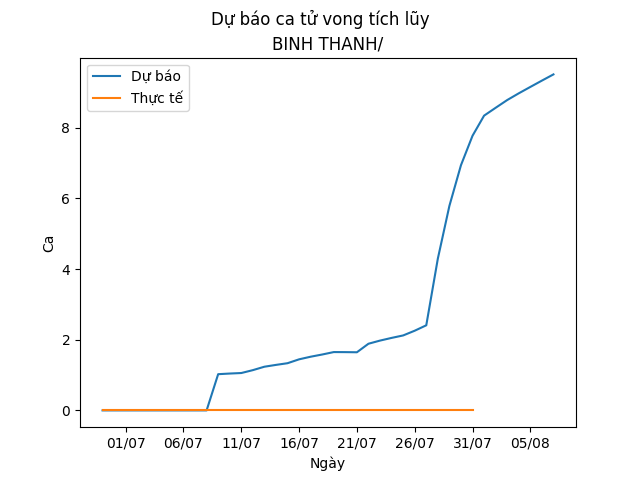 Dự báo ca tử vong tích lũy
BINH THANH/
Dự báo
Thực tế
Ca
8
6
4
2
0
01/07 06/07 11/07 16/07 21/07 26/07 31/07 05/08
Ngày